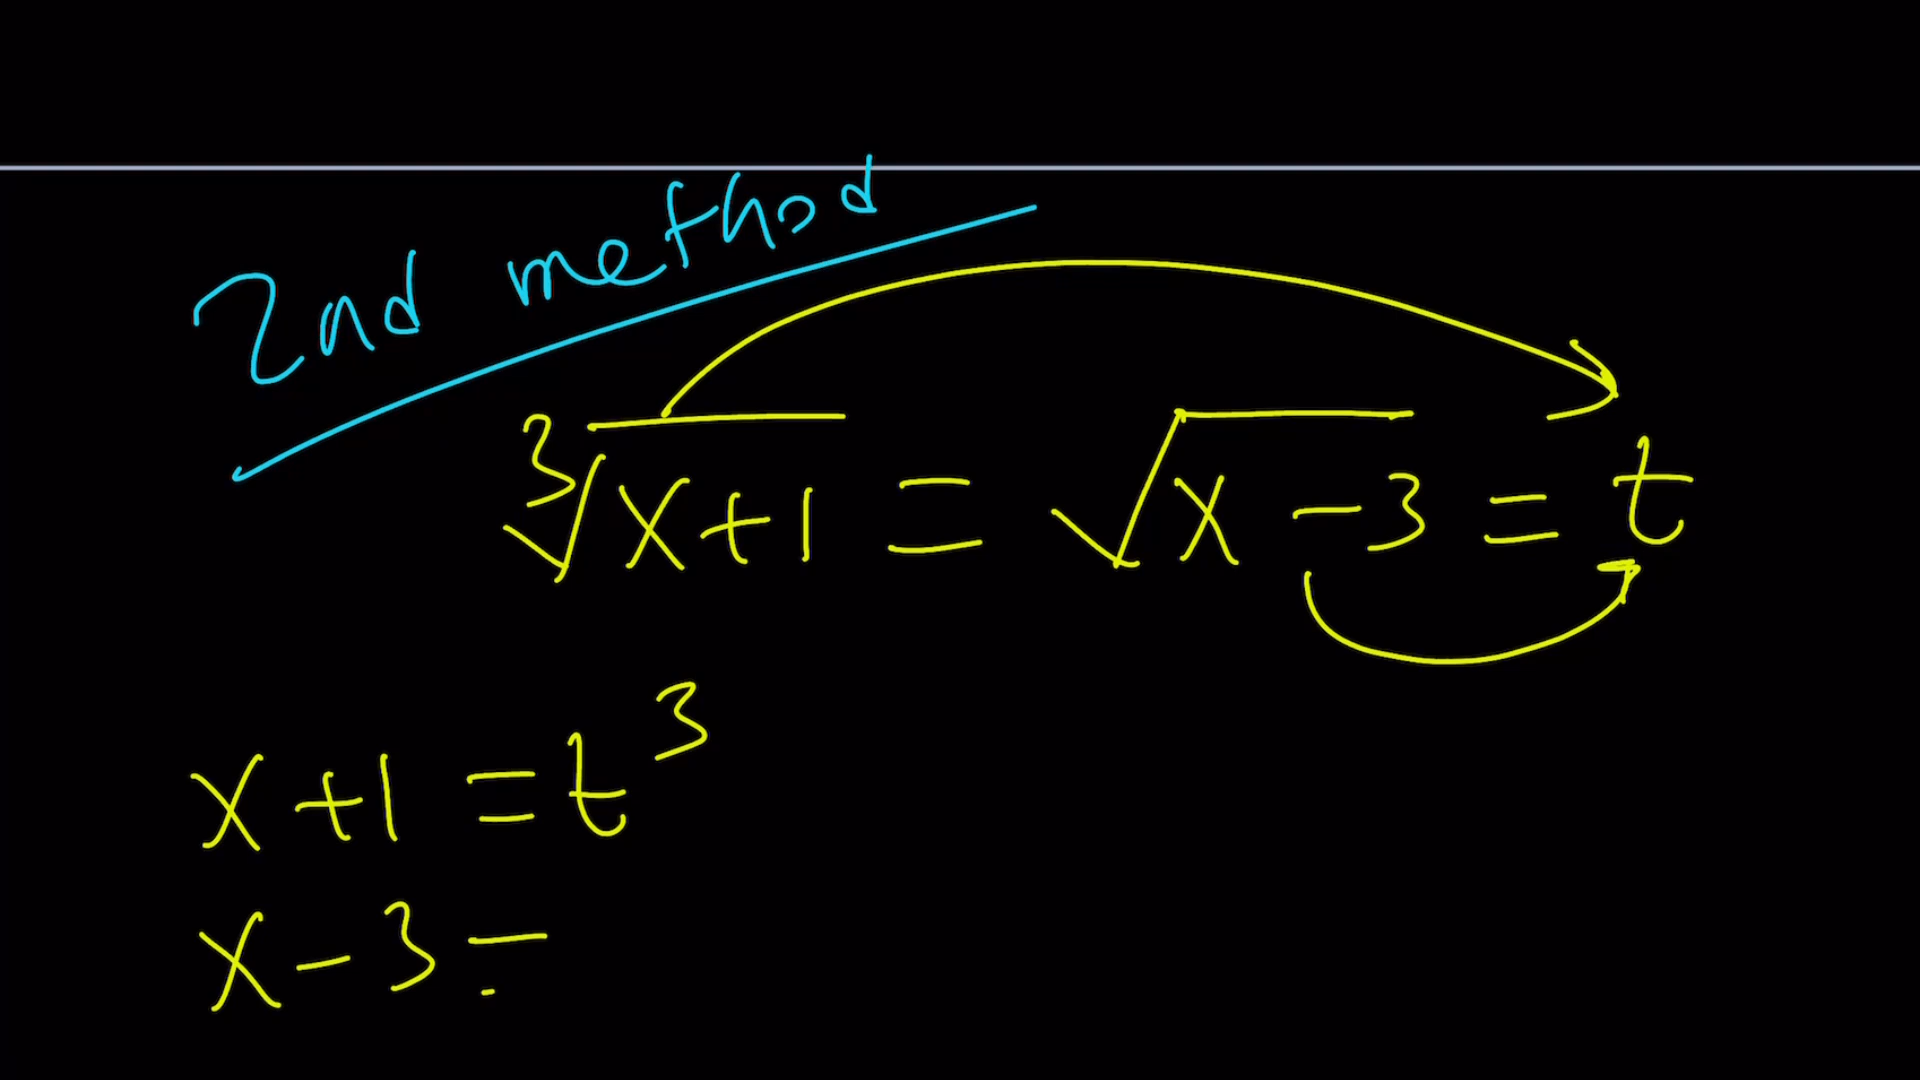 2nd method
∛x+1 = √x-3 = t
x+1 = t³
x-3 =